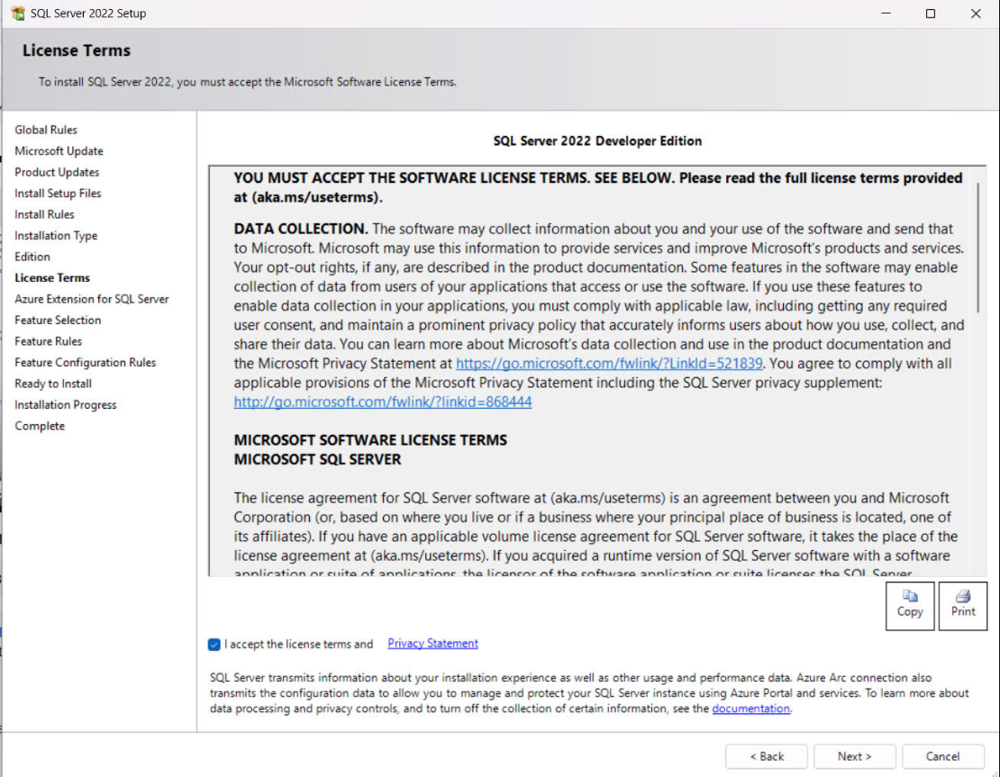 SQL Server 2022 Setup
License Terms
To install SQL Server 2022, you must accept the Microsoft Software License Terms.
Global Rules
Microsoft Update
Product Updates
Install Setup Files
Install Rules
Installation Type
Edition
License Terms
Azure Extension for SQL Server
Feature Selection
Feature Rules
Feature Configuration Rules
Ready to Install
Installation Progress
Complete
SQL Server 2022 Developer Edition
YOU MUST ACCEPT THE SOFTWARE LICENSE TERMS. SEE BELOW. Please read the full license terms provided
at (aka.ms/useterms).
DATA COLLECTION. The software may collect information about you and your use of the software and send that
to Microsoft. Microsoft may use this information to provide services and improve Microsoft's products and services.
Your opt-out rights, if any, are described in the product documentation. Some features in the software may enable
collection of data from users of your applications that access or use the software. If you use these features to
enable data collection in your applications, you must comply with applicable law, including getting any required
user consent, and maintain a prominent privacy policy that accurately informs users about how you use, collect, and
share their data. You can learn more about Microsoft's data collection and use in the product documentation and
the Microsoft Privacy Statement at https://go.microsoft.com/fwlink/?LinkId=521839. You agree to comply with all
applicable provisions of the Microsoft Privacy Statement including the SQL Server privacy supplement:
http://go.microsoft.com/fwlink/?linkid=868444
MICROSOFT SOFTWARE LICENSE TERMS
MICROSOFT SQL SERVER
The license agreement for SQL Server software at (aka.ms/useterms) is an agreement between you and Microsoft
Corporation (or, based on where you live or if a business where your principal place of business is located, one of
its affiliates). If you have an applicable volume license agreement for SQL Server software, it takes the place of the
license agreement at (aka.ms/useterms). If you acquired a runtime version of SQL Server software with a software
application or suite of applications, the licensor of the software application or suite licenses the SQL Server
Copy
Print
I accept the license terms and Privacy Statement
SQL Server transmits information about your installation experience as well as other usage and performance data. Azure Arc connection also
transmits the configuration data to allow you to manage and protect your SQL Server instance using Azure Portal and services. To learn more about
data processing and privacy controls, and to turn off the collection of certain information, see the documentation.
< Back
Next >
Cancel